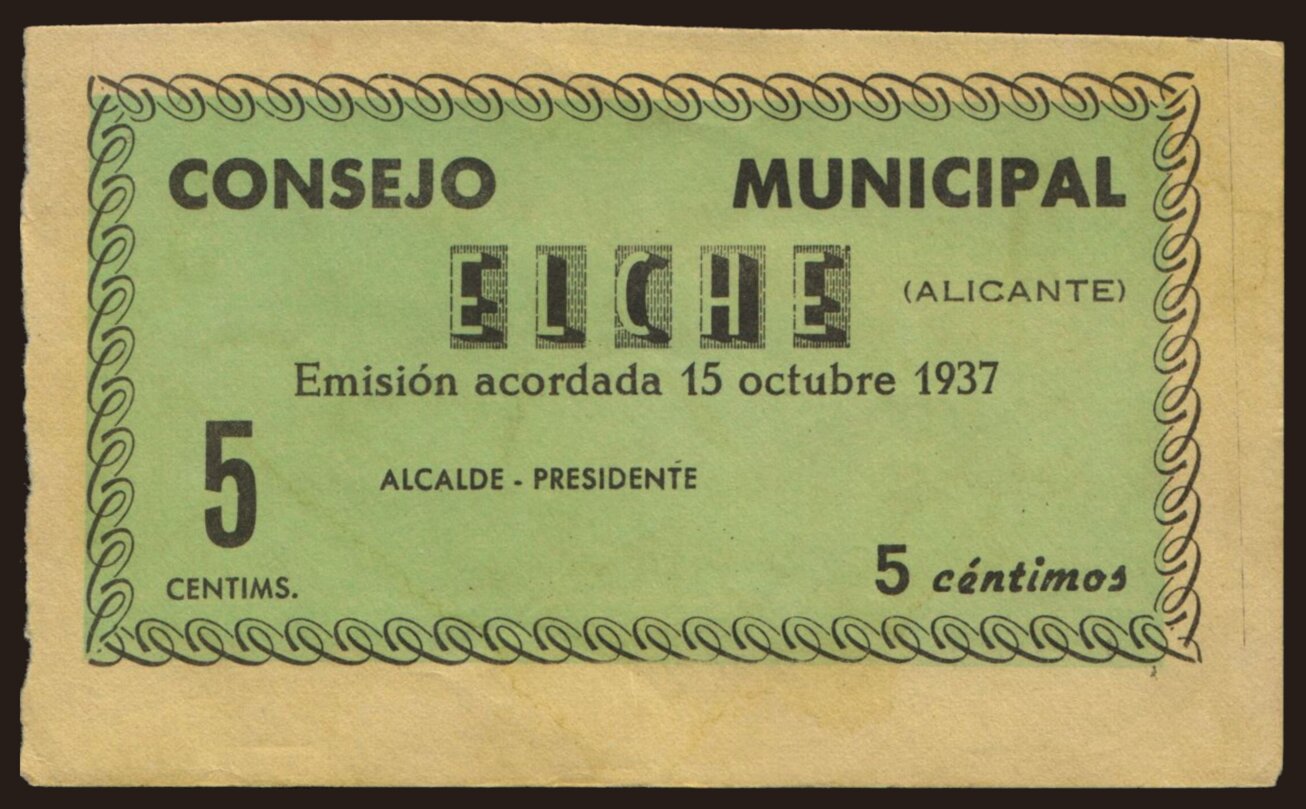 CONSEJO MUNICIPAL
ELCHE (ALICANTE)
Emisión acordada 15 octubre 1937
5
ALCALDE - PRESIDENTE
CENTIMS.
5 céntimos